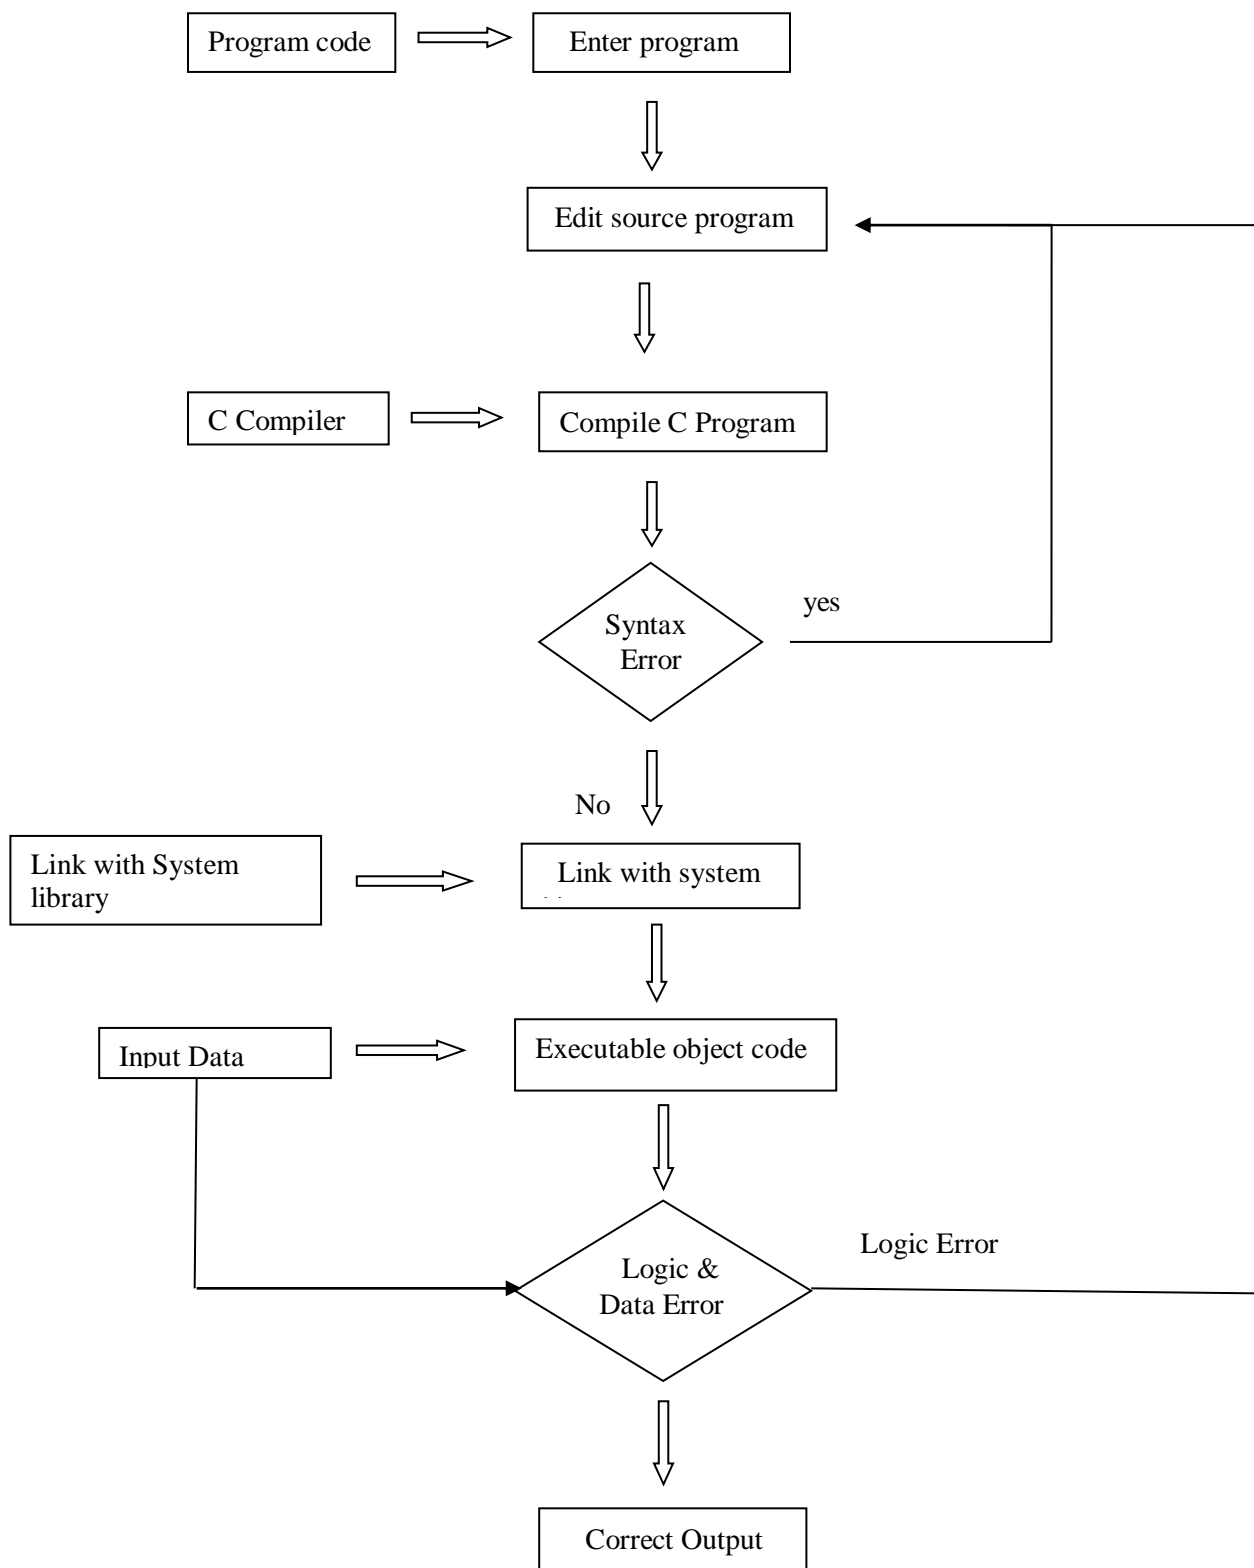 Program code
Enter program
Edit source program
C Compiler
Compile C Program
Syntax
Error
yes
No
Link with System
library
Link with system
Input Data
Executable object code
Logic &
Data Error
Logic Error
Correct Output